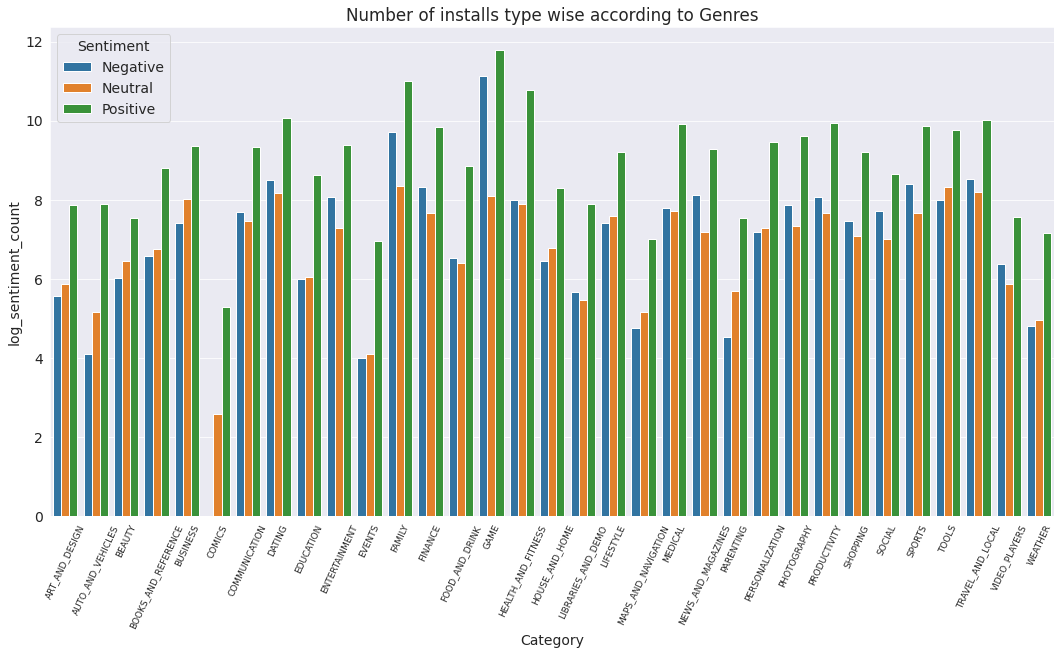 Number of installs type wise according to Genres
Sentiment
Negative
Neutral
Positive
log_sentiment_count
12
10
8
6
4
2
0
ART_AND_DESIGN
AUTO_AND_VEHICLES
BEAUTY
BOOKS_AND_REFERENCE
BUSINESS
COMICS
COMMUNICATION
DATING
EDUCATION
ENTERTAINMENT
EVENTS
FAMILY
FINANCE
FOOD_AND_DRINK
GAME
HEALTH_AND_FITNESS
HOUSE_AND_HOME
LIBRARIES_AND_DEMO
LIFESTYLE
MAPS_AND_NAVIGATION
MEDICAL
NEWS_AND_MAGAZINES
PARENTING
PERSONALIZATION
PHOTOGRAPHY
PRODUCTIVITY
SHOPPING
SOCIAL
SPORTS
TOOLS
TRAVEL_AND_LOCAL
VIDEO_PLAYERS
WEATHER
Category